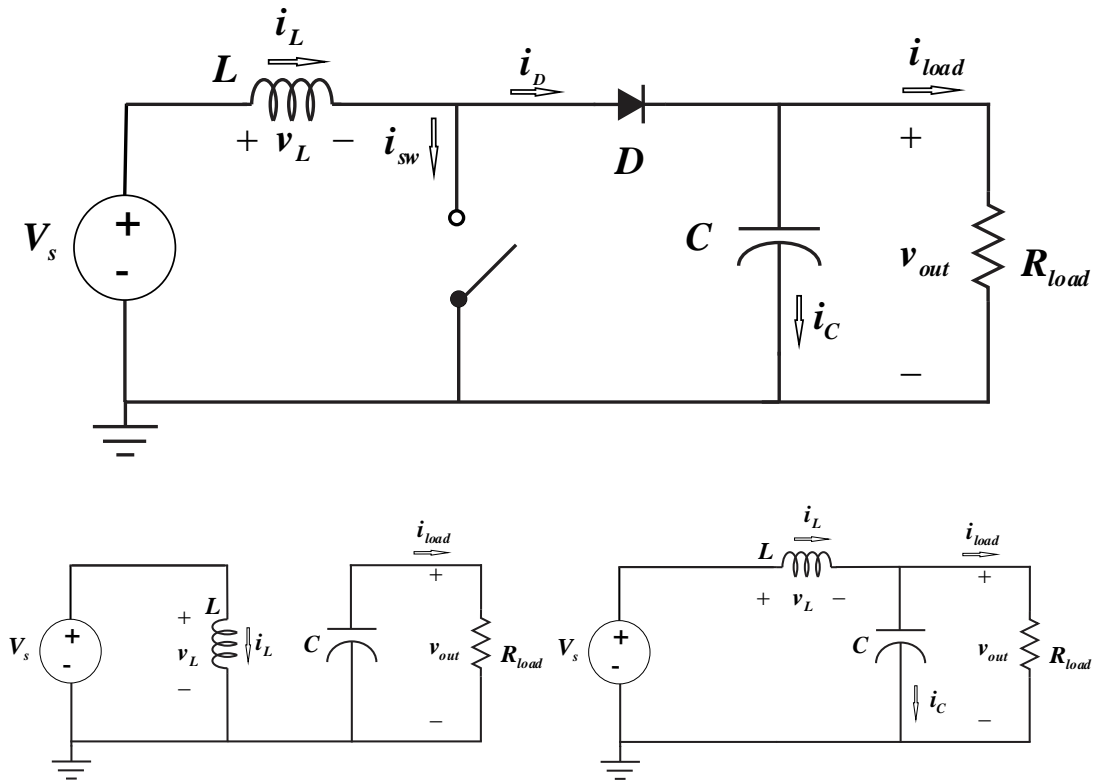 i_L
L
i_D
i_load
+ v_L −
i_sw
D
+
V_s
+
-
C
v_out
R_load
i_C
−
i_load
+
L
+
V_s
+
-
v_L
i_L
C
v_out
R_load
−
−
i_L
i_load
L
+
+ v_L −
V_s
+
-
C
v_out
R_load
i_C
−